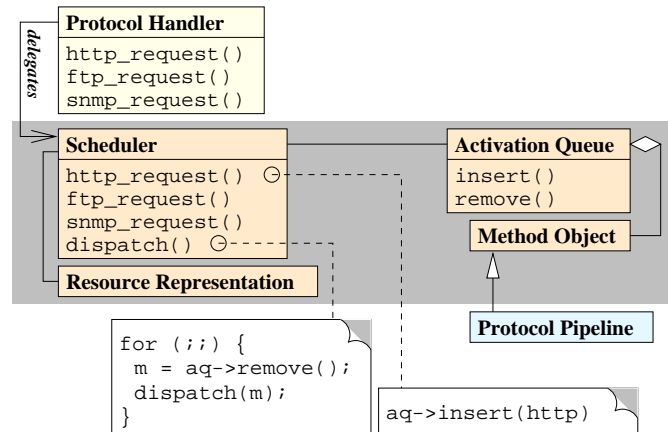 Protocol Handler
http_request()
ftp_request()
snmp_request()
delegates
Scheduler
http_request()
ftp_request()
snmp_request()
dispatch()
Activation Queue
insert()
remove()
Method Object
Resource Representation
Protocol Pipeline
for (;;) {
m = aq->remove();
dispatch(m);
}
aq->insert(http)